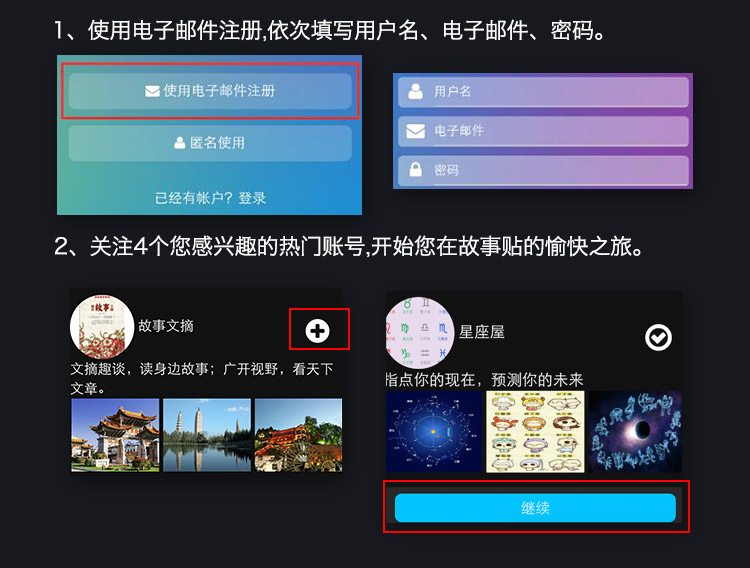 1、使用电子邮件注册,依次填写用户名、电子邮件、密码。
使用电子邮件注册
匿名使用
已经有帐户？登录
用户名
电子邮件
密码
2、关注4个您感兴趣的热门账号,开始您在故事贴的愉快之旅。
故事
故事文摘
文摘趣谈，读身边故事；广开视野，看天下
文章。
星座屋
指点你的现在，预测你的未来
继续